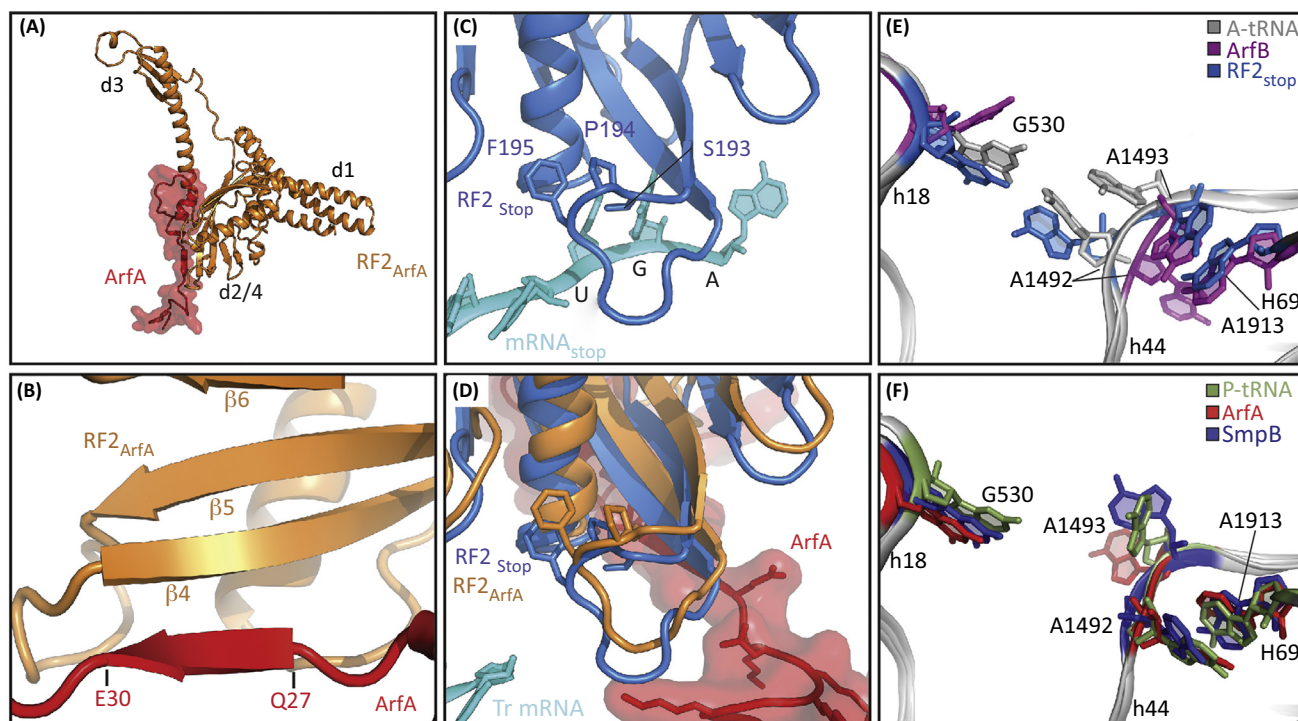 (A)
d3
d1
ArfA
RF2ArfA
d2/4
(B)
β6
RF2ArfA
β5
β4
E30
Q27
ArfA
(C)
P194
F195
S193
RF2 Stop
U
G
A
mRNAstop
(D)
RF2 Stop
RF2ArfA
ArfA
Tr mRNA
(E)
A-tRNA
ArfB
RF2stop
G530
A1493
h18
A1492
H69
A1913
h44
(F)
P-tRNA
ArfA
SmpB
G530
A1493
A1913
h18
A1492
H69
h44